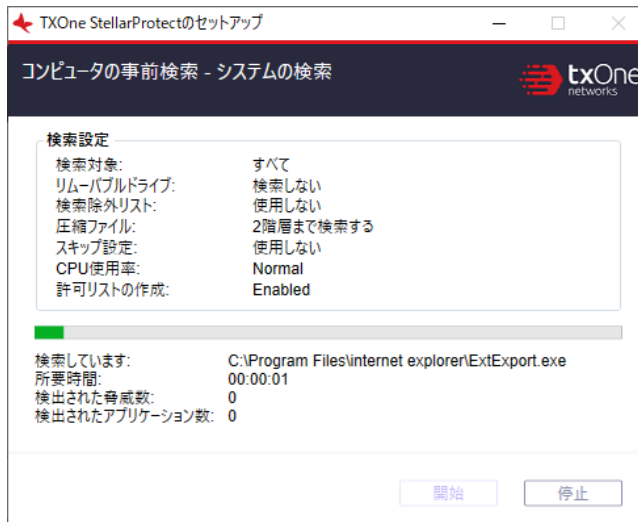 TXOne StellarProtectのセットアップ
コンピュータの事前検索 - システムの検索
txOne
networks
検索設定
検索対象: すべて
リムーバブルドライブ: 検索しない
検索除外リスト: 使用しない
圧縮ファイル: 2階層まで検索する
スキップ設定: 使用しない
CPU使用率: Normal
許可リストの作成: Enabled
検索しています: C:\Program Files\internet explorer\ExtExport.exe
所要時間: 00:00:01
検出された脅威数: 0
検出されたアプリケーション数: 0
開始 停止